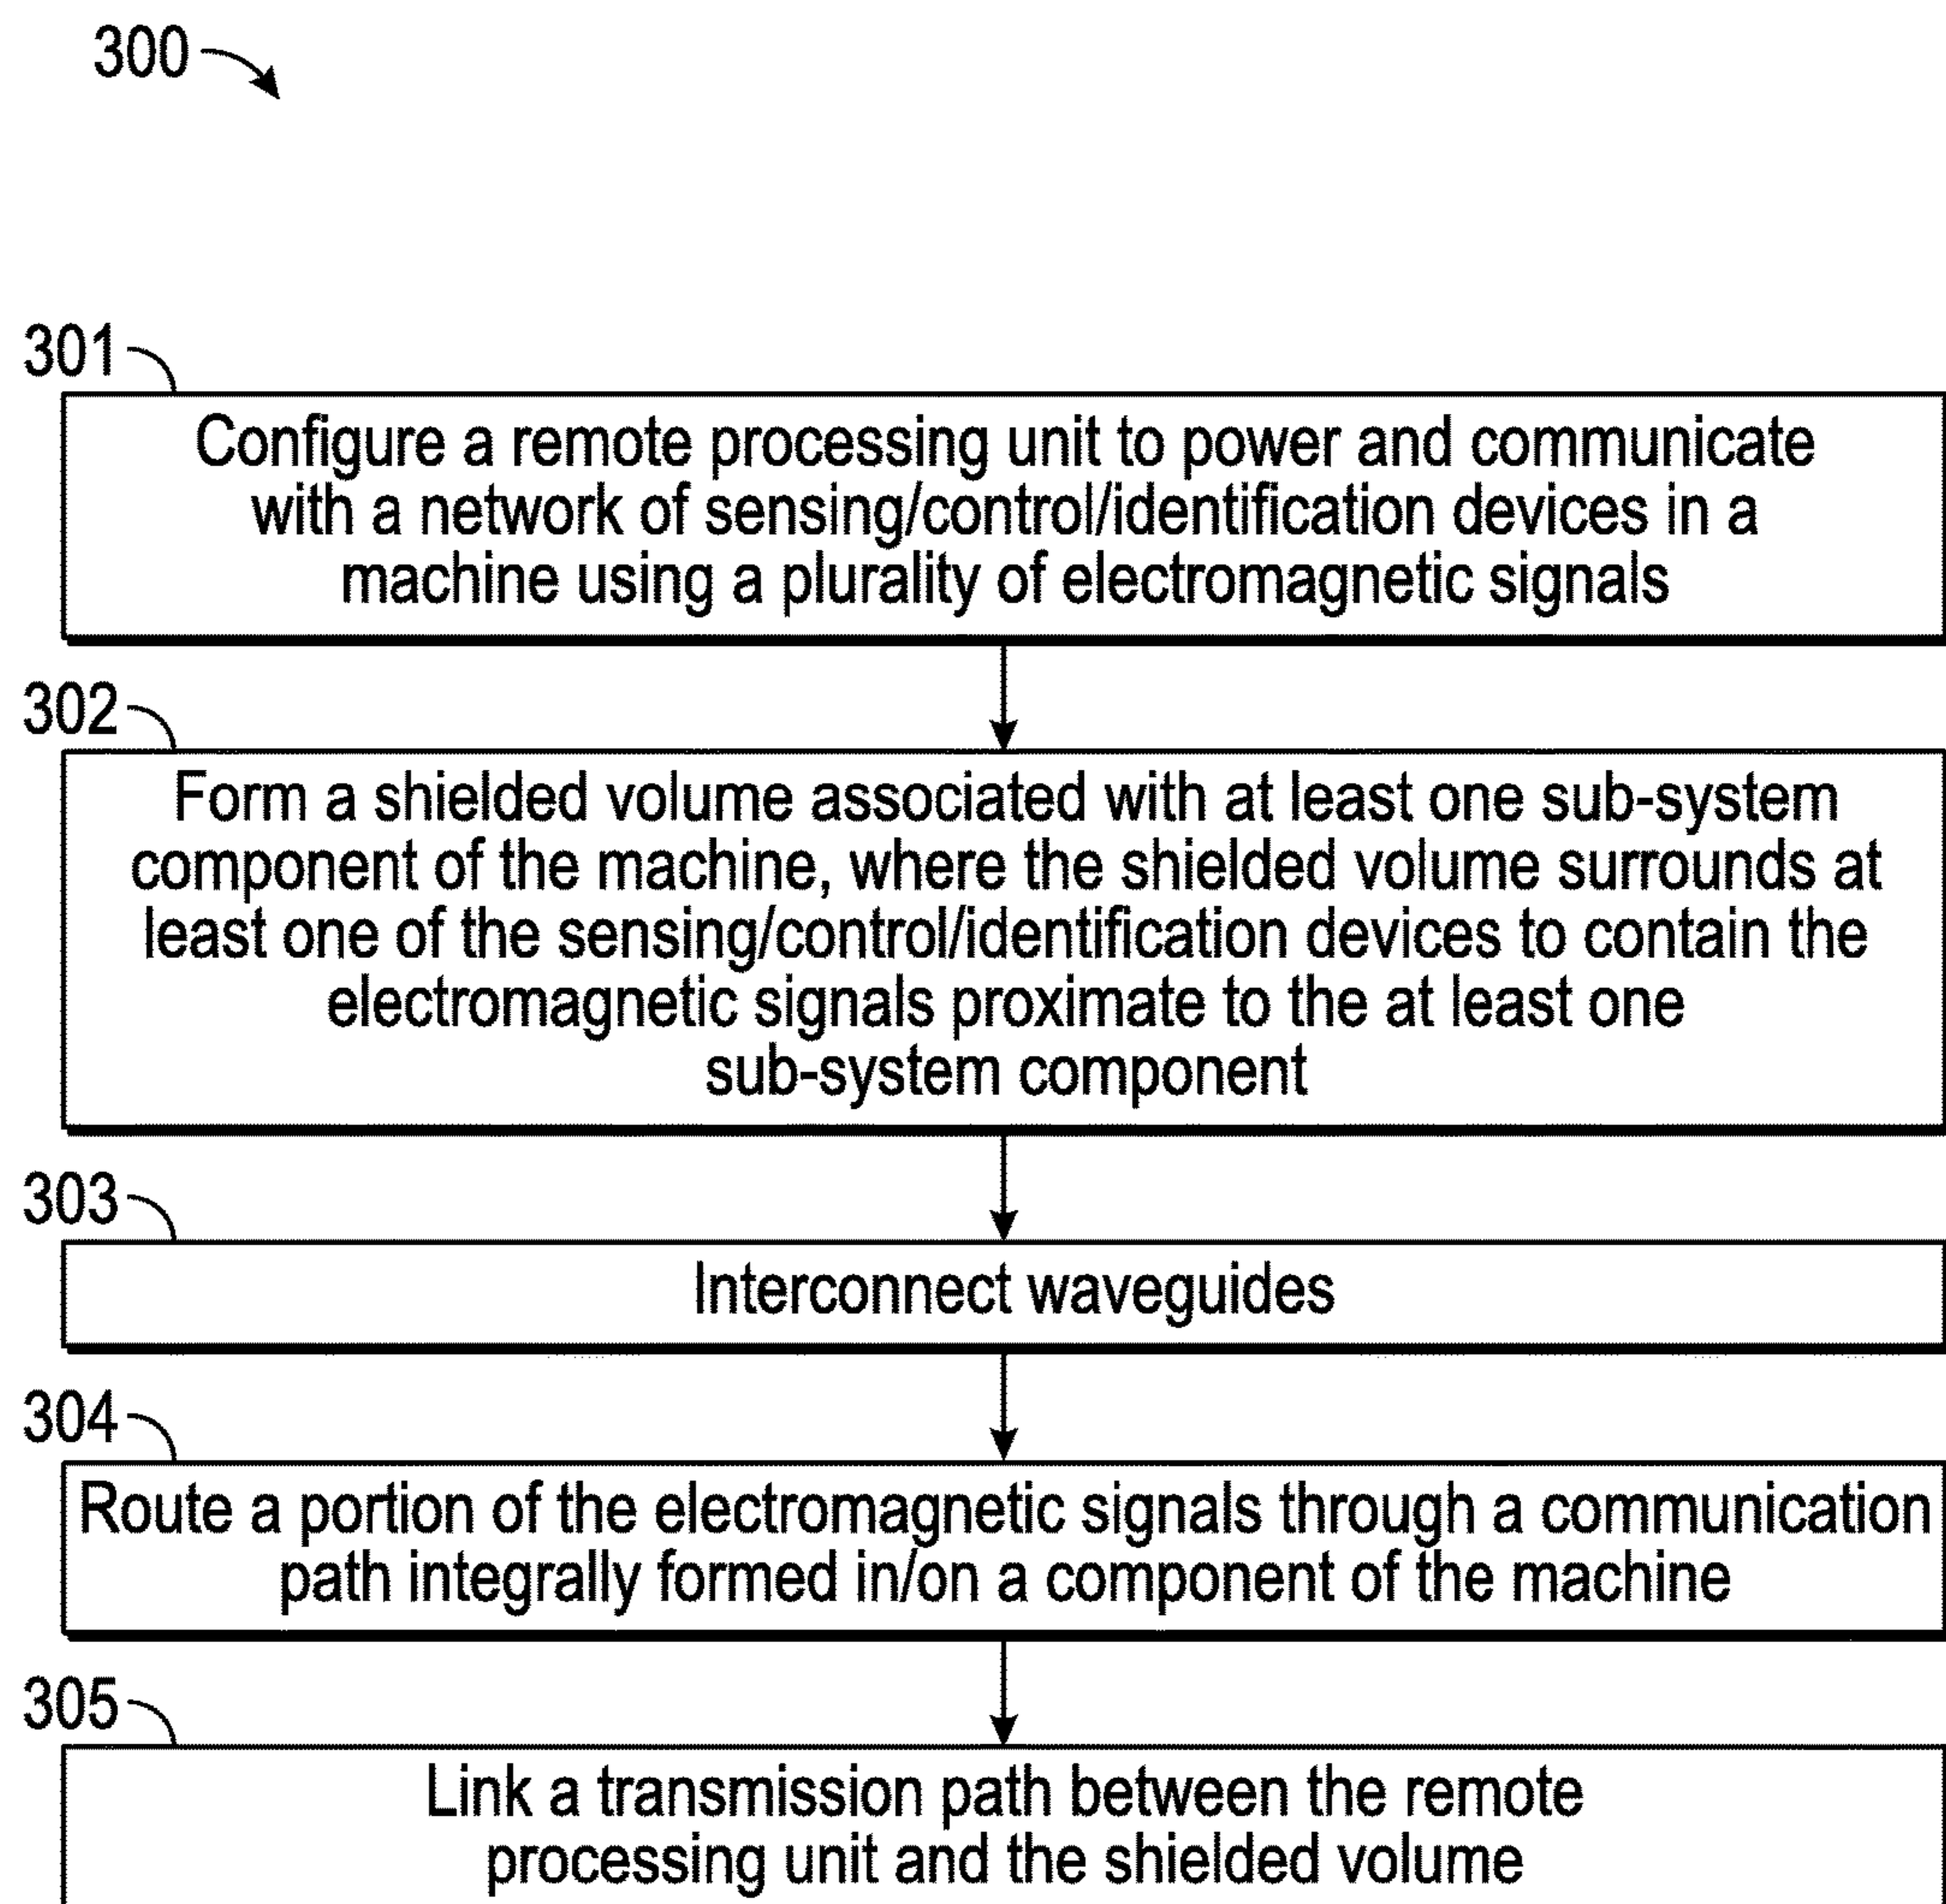 300
301
Configure a remote processing unit to power and communicate
with a network of sensing/control/identification devices in a
machine using a plurality of electromagnetic signals
302
Form a shielded volume associated with at least one sub-system
component of the machine, where the shielded volume surrounds at
least one of the sensing/control/identification devices to contain the
electromagnetic signals proximate to the at least one
sub-system component
303
Interconnect waveguides
304
Route a portion of the electromagnetic signals through a communication
path integrally formed in/on a component of the machine
305
Link a transmission path between the remote
processing unit and the shielded volume